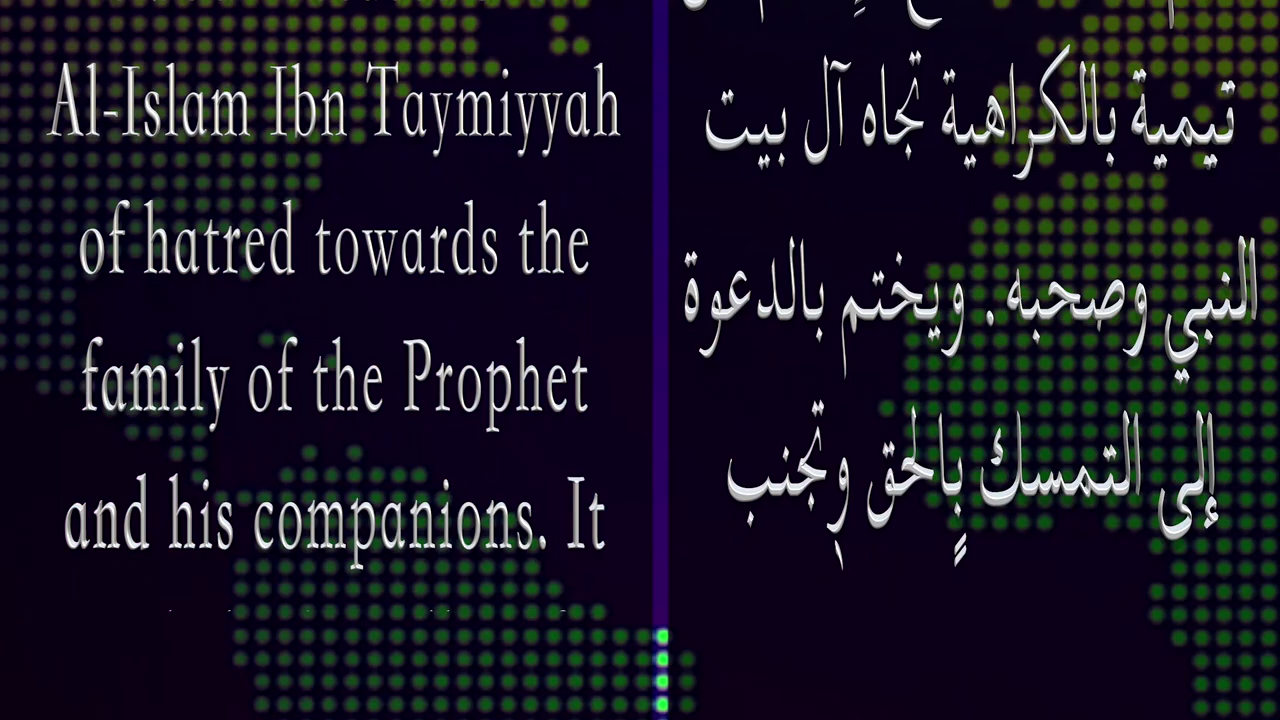 Al-Islam Ibn Taymiyyah
of hatred towards the
family of the Prophet
and his companions. It
تيمية بالكراهية تجاه آل بيت
النبي وصحبه. ويختم بالدعوة
إلى التمسك بالحق وتجنب